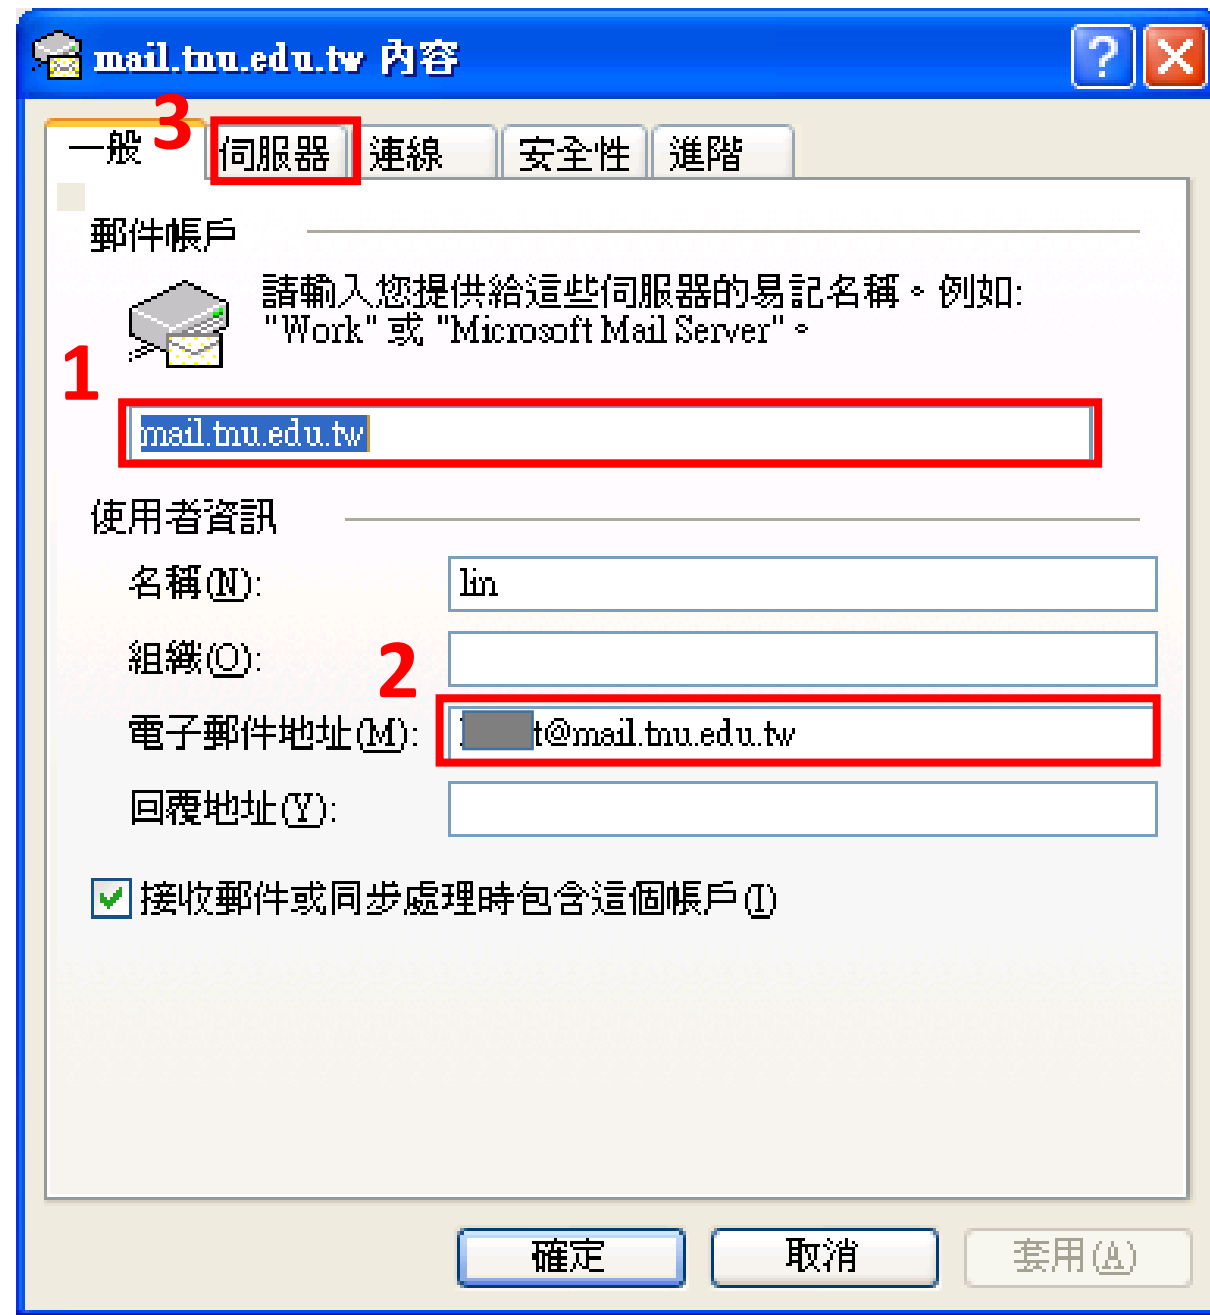 mail.tnu.edu.tw 內容
?
一般 3 伺服器 連線 安全性 進階
郵件帳戶
請輸入您提供給這些伺服器的易記名稱。例如:
"Work" 或 "Microsoft Mail Server"。
1
mail.tnu.edu.tw
使用者資訊
名稱(N): lin
組織(O):
2
電子郵件地址(M): t@mail.tnu.edu.tw
回覆地址(Y):
接收郵件或同步處理時包含這個帳戶(I)
確定 取消 套用(A)